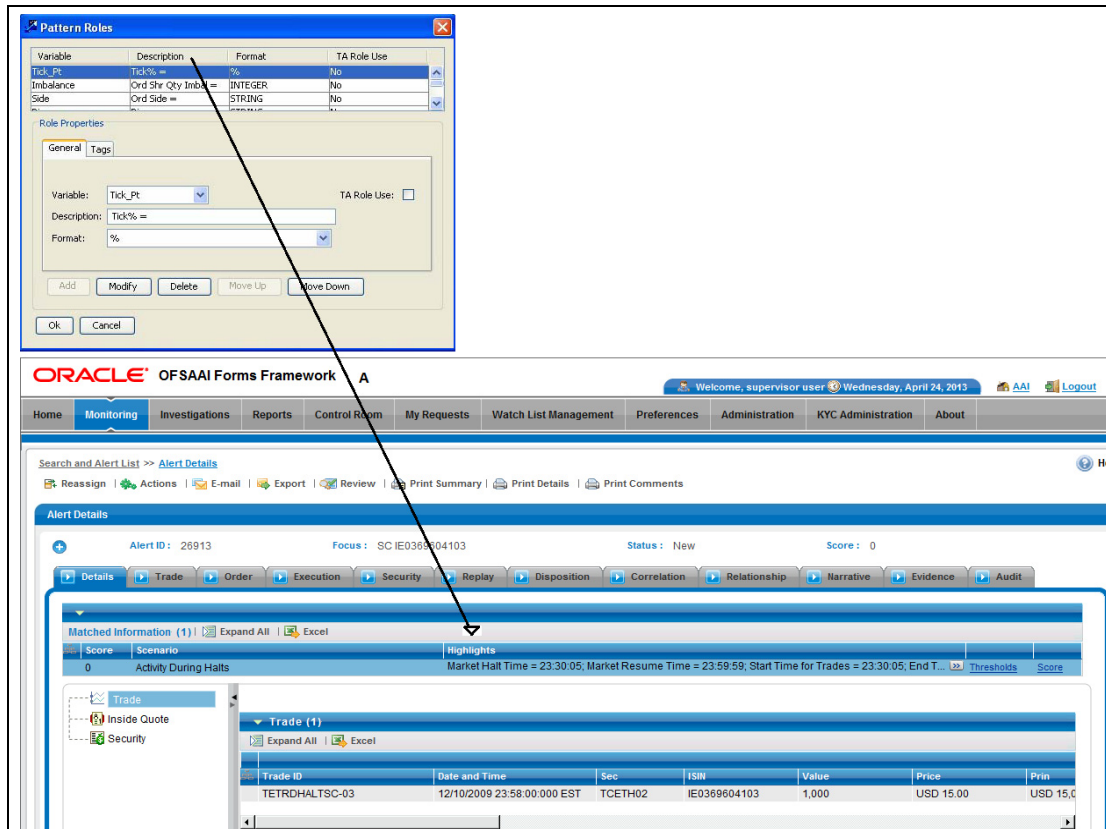 Pattern Roles
Variable Description Format TA Role Use
Tick_Pt Tick% = % No
Imbalance Ord Shr Qty Imbal = INTEGER No
Side Ord Side = STRING No
Role Properties
General Tags
Variable: Tick_Pt TA Role Use:
Description: Tick% =
Format: %
Add Modify Delete Move Up Move Down
Ok Cancel
ORACLE OFSAAI Forms Framework A
Welcome, supervisor user Wednesday, April 24, 2013 AAI Logout
Home Monitoring Investigations Reports Control Room My Requests Watch List Management Preferences Administration KYC Administration About
Search and Alert List >> Alert Details
Reassign | Actions | E-mail | Export | Review | Print Summary | Print Details | Print Comments
Alert Details
Alert ID : 26913 Focus : SC IE0369604103 Status : New Score : 0
Details Trade Order Execution Security Replay Disposition Correlation Relationship Narrative Evidence Audit
Matched Information (1) | Expand All | Excel
Score Scenario Highlights
0 Activity During Halts Market Halt Time = 23:30:05; Market Resume Time = 23:59:59; Start Time for Trades = 23:30:05; End T... >> Thresholds Score
Trade
Inside Quote
Security
Trade (1)
Expand All | Excel
Trade ID Date and Time Sec ISIN Value Price Prin
TETRDHALTSC-03 12/10/2009 23:58:00:000 EST TCETH02 IE0369604103 1,000 USD 15.00 USD 15,0